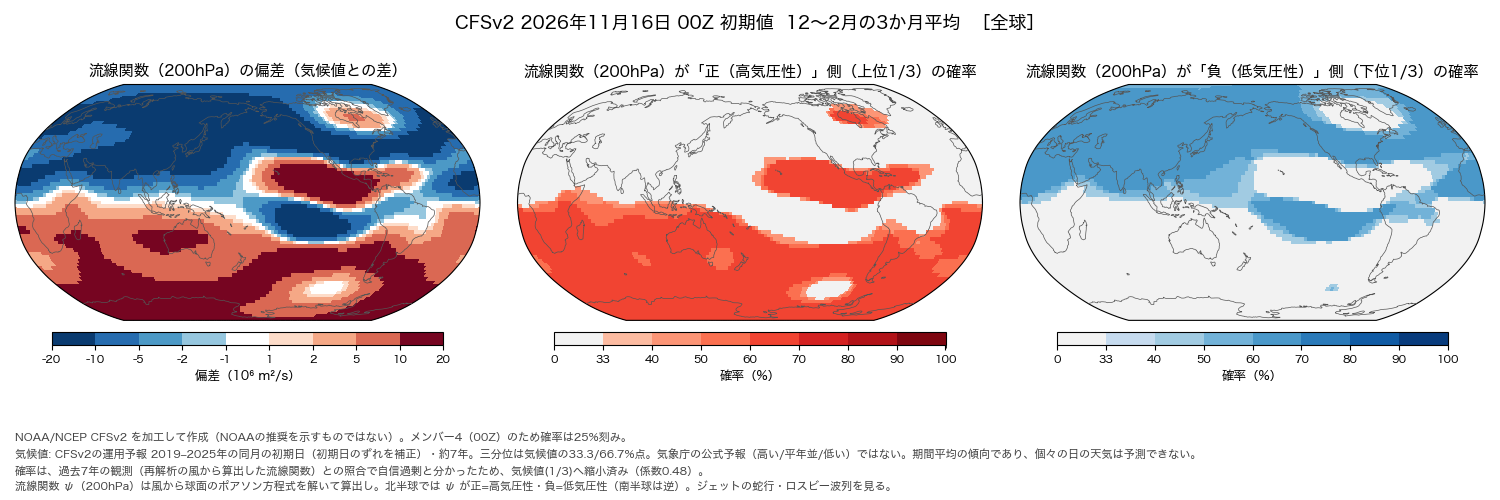 CFSv2 2026年11月16日 00Z 初期値 12〜2月の3か月平均 ［全球］
流線関数（200hPa）の偏差（気候値との差）
流線関数（200hPa）が「正（高気圧性）」側（上位1/3）の確率
流線関数（200hPa）が「負（低気圧性）」側（下位1/3）の確率
-20 -10 -5 -2 -1 1 2 5 10 20
偏差（10⁶ m²/s）
0 33 40 50 60 70 80 90 100
確率（%）
0 33 40 50 60 70 80 90 100
確率（%）
NOAA/NCEP CFSv2 を加工して作成（NOAAの推奨を示すものではない）。メンバー4（00Z）のため確率は25%刻み。
気候値: CFSv2の運用予報 2019–2025年の同月の初期日（初期日のずれを補正）・約7年。三分位は気候値の33.3/66.7%点。気象庁の公式予報（高い/平年並/低い）ではない。期間平均の傾向であり、個々の日の天気は予測できない。
確率は、過去7年の観測（再解析の風から算出した流線関数）との照合で自信過剰と分かったため、気候値(1/3)へ縮小済み（係数0.48）。
流線関数 ψ（200hPa）は風から球面のポアソン方程式を解いて算出し。北半球では ψ が正=高気圧性・負=低気圧性（南半球は逆）。ジェットの蛇行・ロスビー波列を見る。